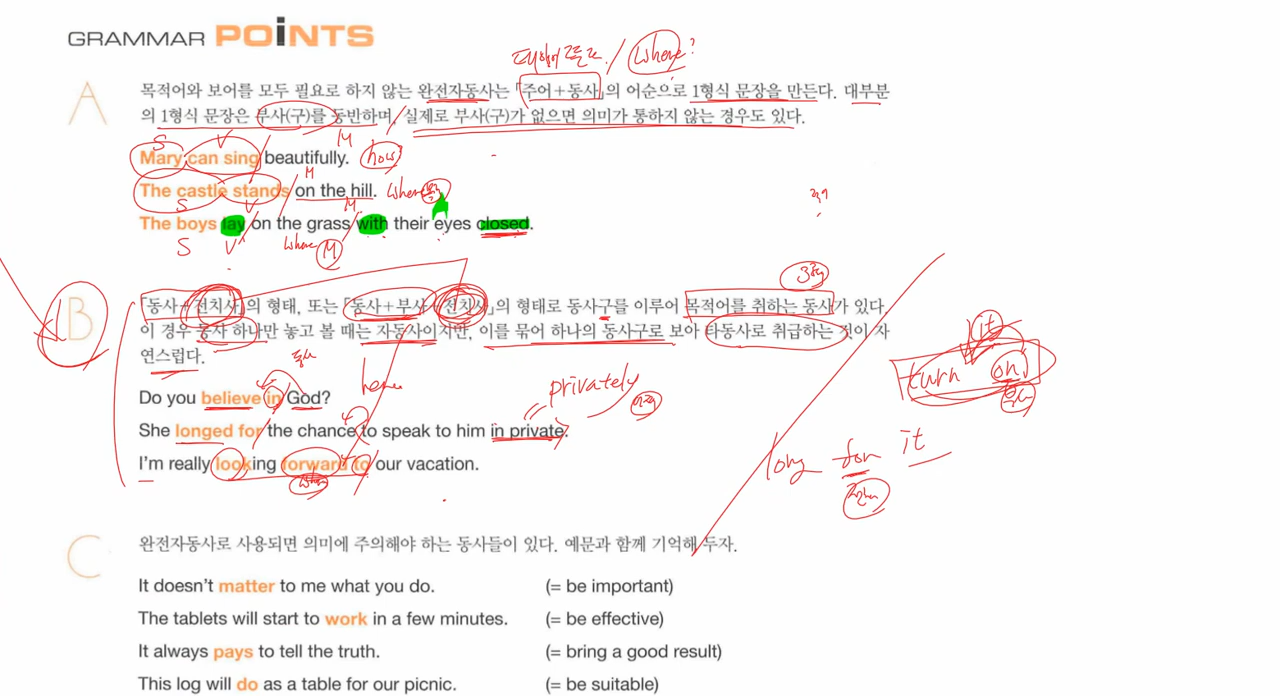 GRAMMAR POiNTS
/ where?
A
목적어와 보어를 모두 필요로 하지 않는 완전자동사는 「주어+동사」의 어순으로 1형식 문장을 만든다. 대부분
의 1형식 문장은 부사(구)를 동반하며, 실제로 부사(구)가 없으면 의미가 통하지 않는 경우도 있다.
S V M
Mary can sing beautifully. how
M
The castle stands on the hill. where
S V M
The boys lay on the grass with their eyes closed.
S V where M
3형식
B
「동사+전치사」의 형태, 또는 「동사+부사+전치사」의 형태로 동사구를 이루어 목적어를 취하는 동사가 있다.
이 경우 동사 하나만 놓고 볼 때는 자동사이지만, 이를 묶어 하나의 동사구로 보아 타동사로 취급하는 것이 자
연스럽다.
it
turn on
부사
Do you believe in God?
privately
She longed for the chance to speak to him in private.
long for it
I'm really looking forward to our vacation.
C
완전자동사로 사용되면 의미에 주의해야 하는 동사들이 있다. 예문과 함께 기억해 두자.
It doesn't matter to me what you do. (= be important)
The tablets will start to work in a few minutes. (= be effective)
It always pays to tell the truth. (= bring a good result)
This log will do as a table for our picnic. (= be suitable)